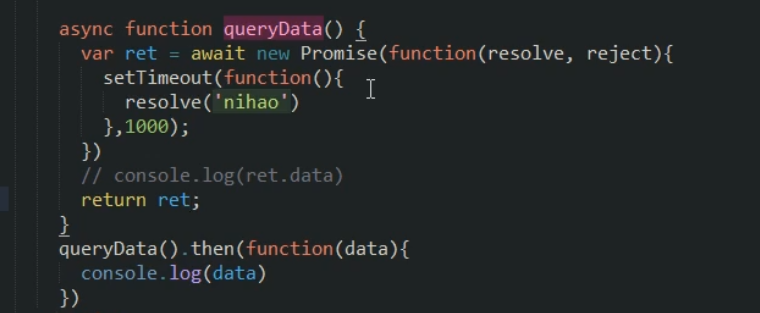 async function queryData() {
  var ret = await new Promise(function(resolve, reject){
    setTimeout(function(){
      resolve('nihao')
    },1000);
  })
  // console.log(ret.data)
  return ret;
}
queryData().then(function(data){
  console.log(data)
})